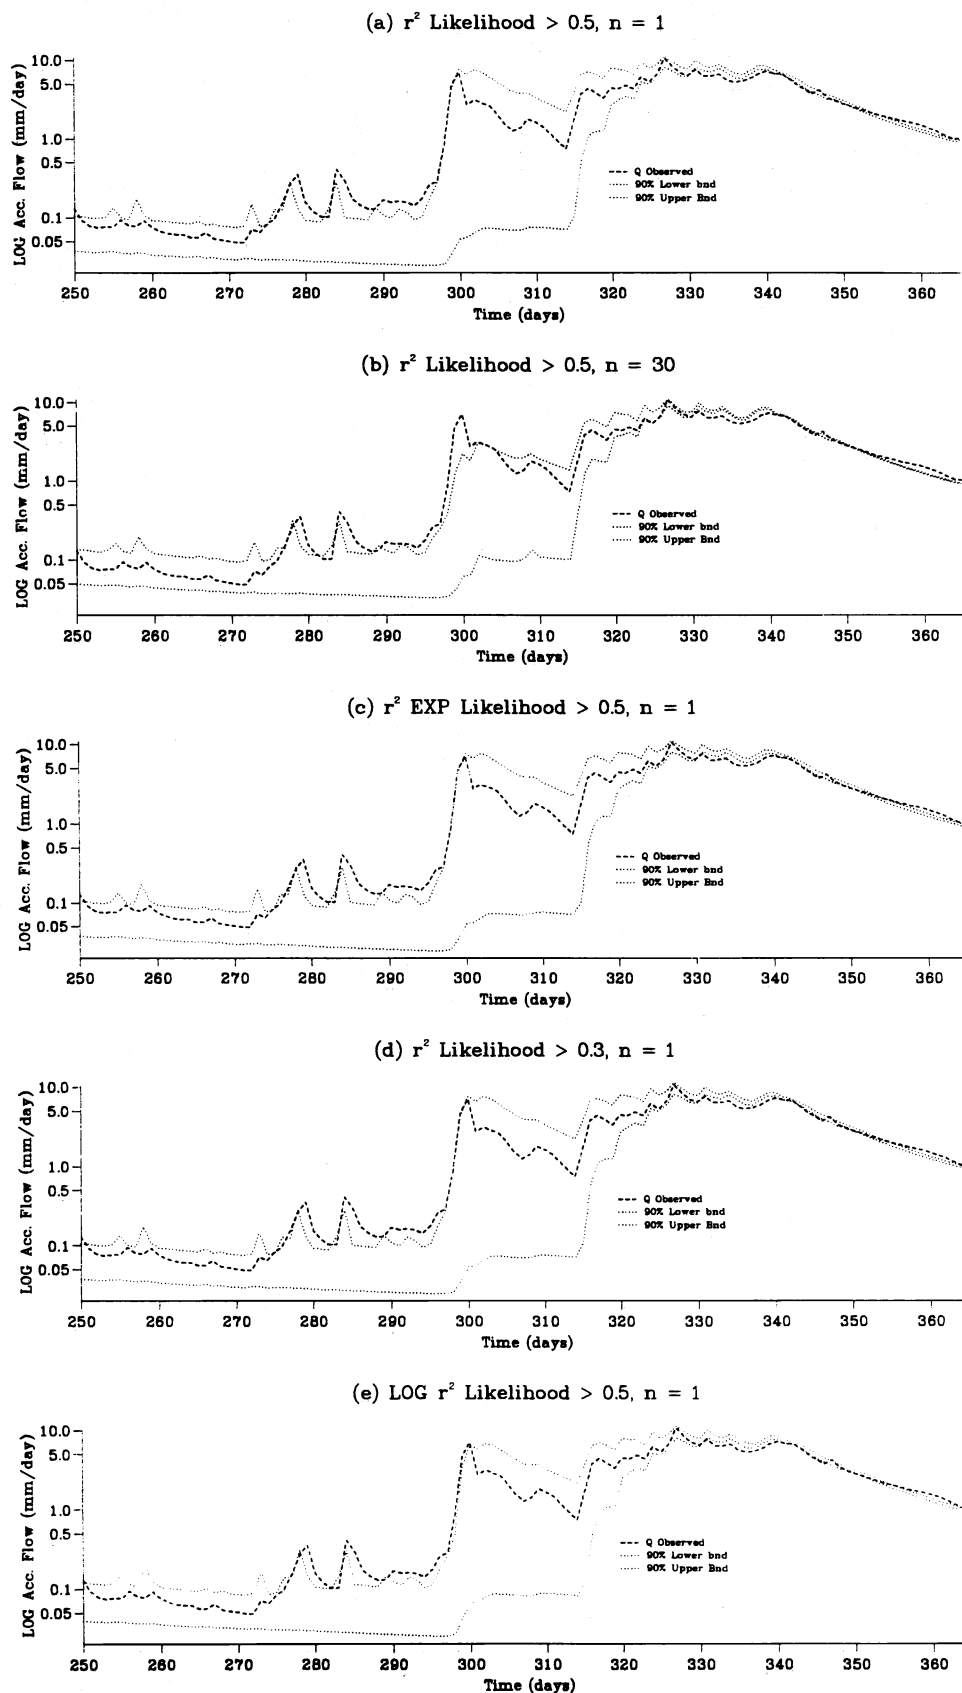 (a) r² Likelihood > 0.5, n = 1
LOG Acc. Flow (mm/day)
10.0
5.0
1.0
0.5
0.1
0.05
Q Observed
90% Lower bnd
90% Upper Bnd
250 260 270 280 290 300 310 320 330 340 350 360
Time (days)
(b) r² Likelihood > 0.5, n = 30
LOG Acc. Flow (mm/day)
10.0
5.0
1.0
0.5
0.1
0.05
Q Observed
90% Lower bnd
90% Upper Bnd
250 260 270 280 290 300 310 320 330 340 350 360
Time (days)
(c) r² EXP Likelihood > 0.5, n = 1
LOG Acc. Flow (mm/day)
10.0
5.0
1.0
0.5
0.1
0.05
Q Observed
90% Lower bnd
90% Upper Bnd
250 260 270 280 290 300 310 320 330 340 350 360
Time (days)
(d) r² Likelihood > 0.3, n = 1
LOG Acc. Flow (mm/day)
10.0
5.0
1.0
0.5
0.1
0.05
Q Observed
90% Lower bnd
90% Upper Bnd
250 260 270 280 290 300 310 320 330 340 350 360
Time (days)
(e) LOG r² Likelihood > 0.5, n = 1
LOG Acc. Flow (mm/day)
10.0
5.0
1.0
0.5
0.1
0.05
Q Observed
90% Lower bnd
90% Upper Bnd
250 260 270 280 290 300 310 320 330 340 350 360
Time (days)